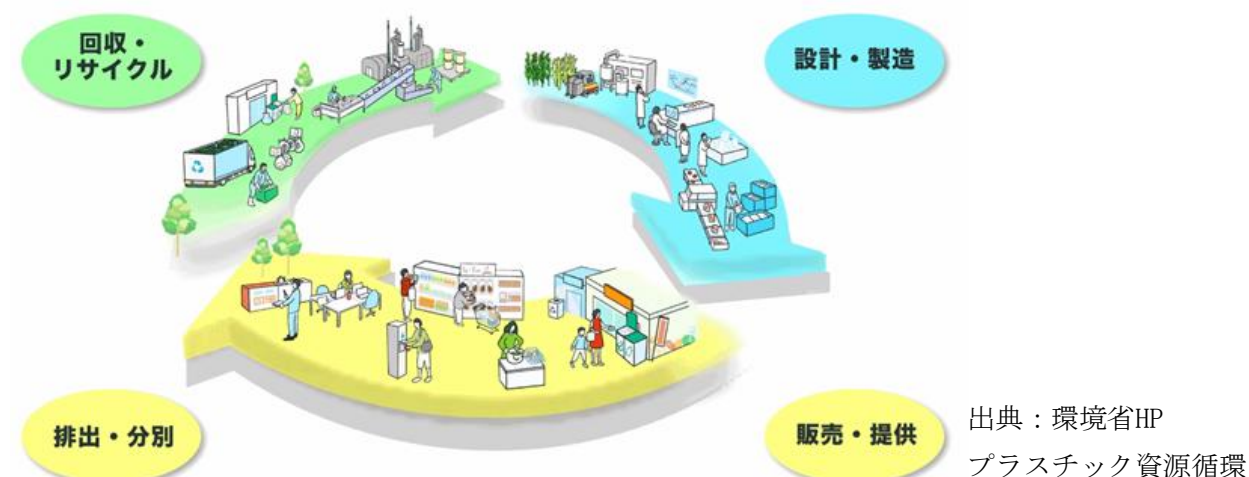 回収・
リサイクル
設計・製造
排出・分別
販売・提供
出典：環境省HP
プラスチック資源循環